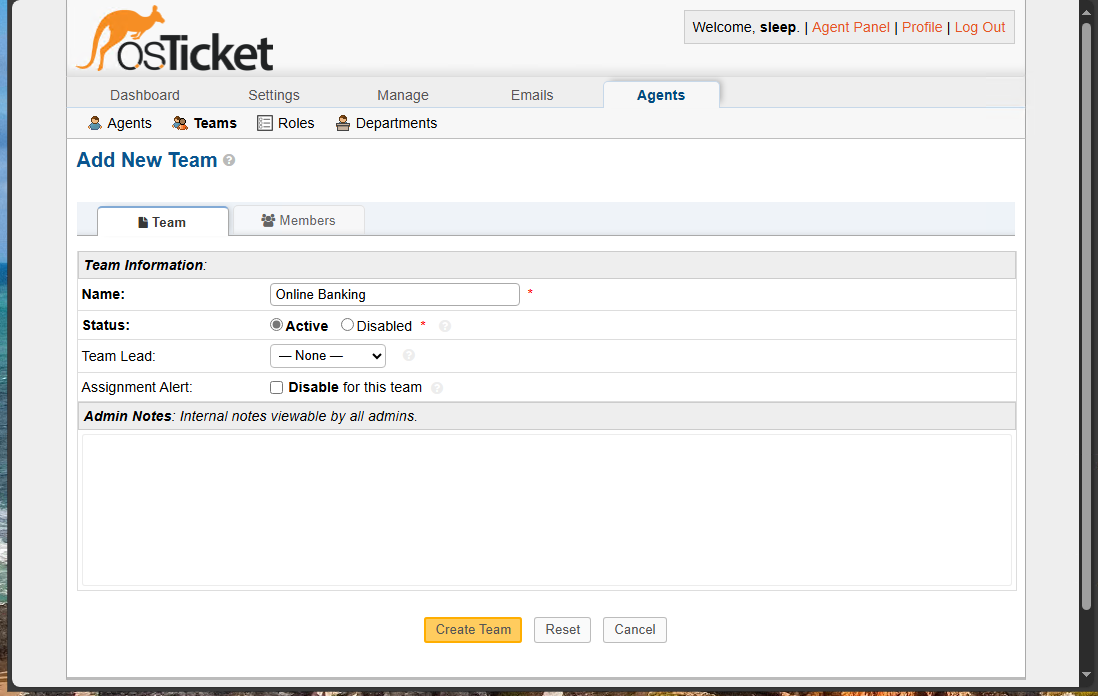 osTicket
Welcome, sleep. | Agent Panel | Profile | Log Out
Dashboard Settings Manage Emails Agents
Agents Teams Roles Departments
Add New Team ?
Team Members
Team Information:
Name: Online Banking *
Status: Active Disabled * ?
Team Lead: — None — ?
Assignment Alert: Disable for this team ?
Admin Notes: Internal notes viewable by all admins.
Create Team Reset Cancel